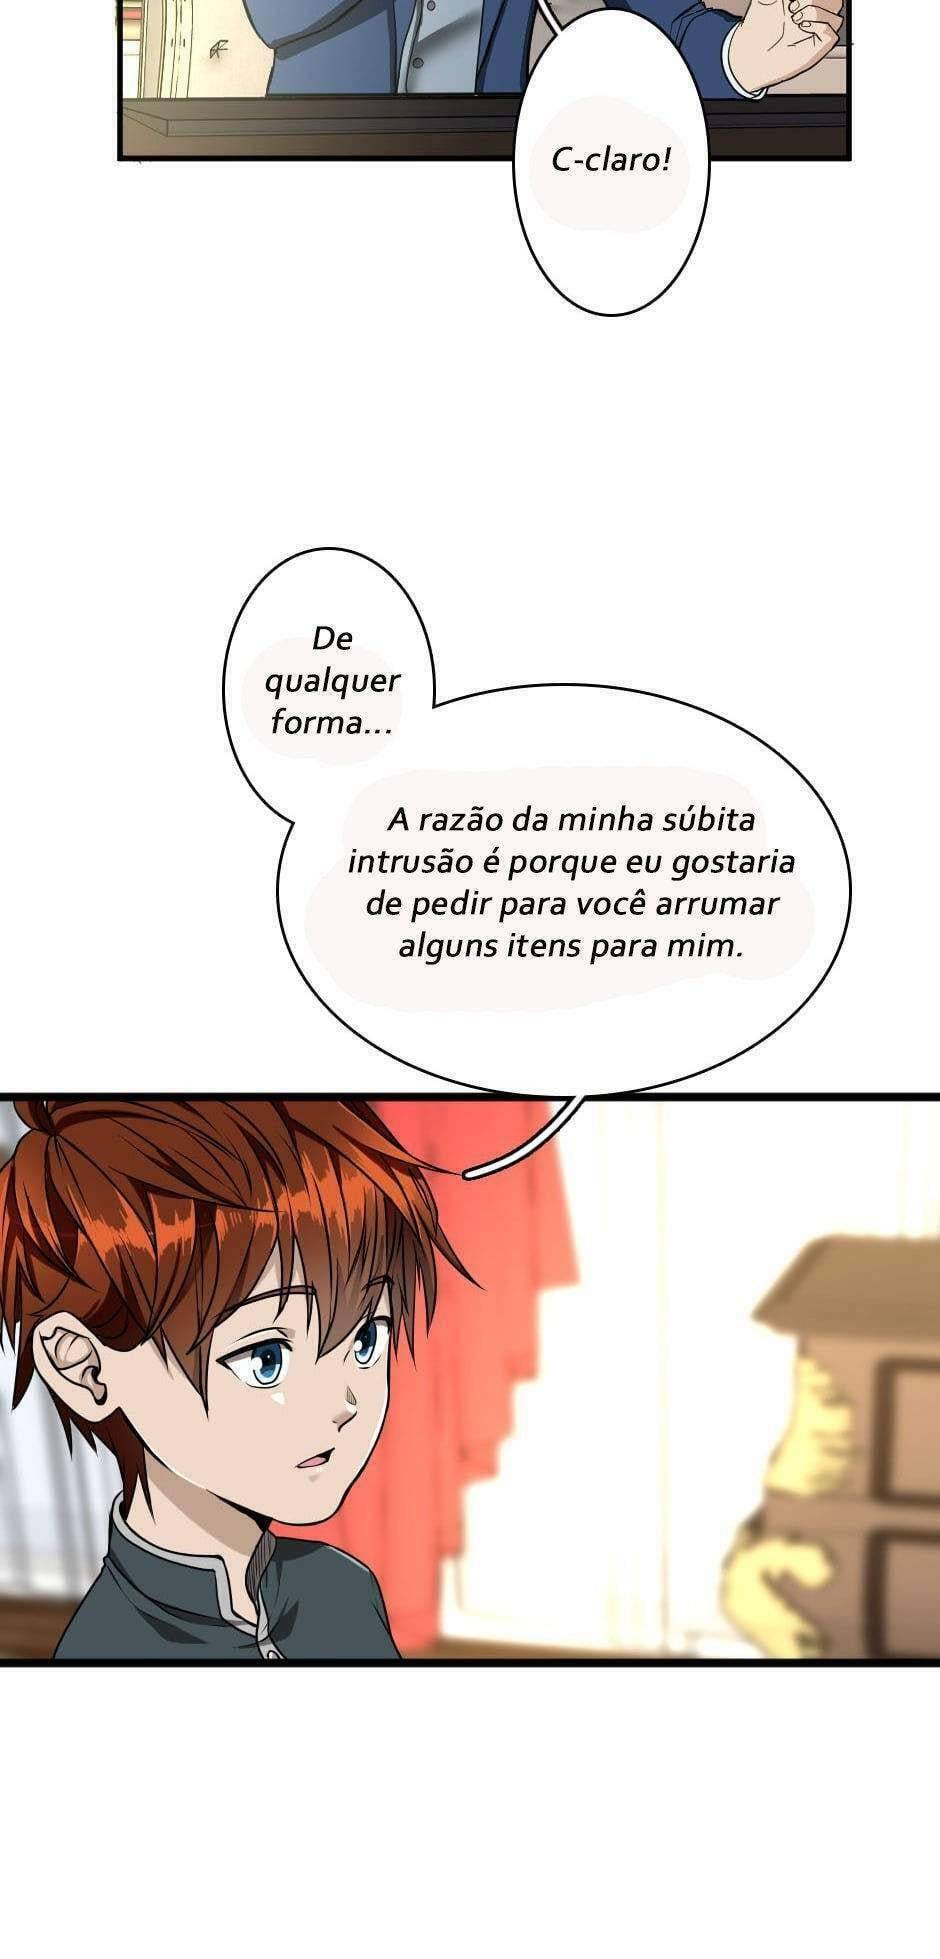 C-claro!
De
qualquer
forma...
A razão da minha súbita
intrusão é porque eu gostaria
de pedir para você arrumar
alguns itens para mim.